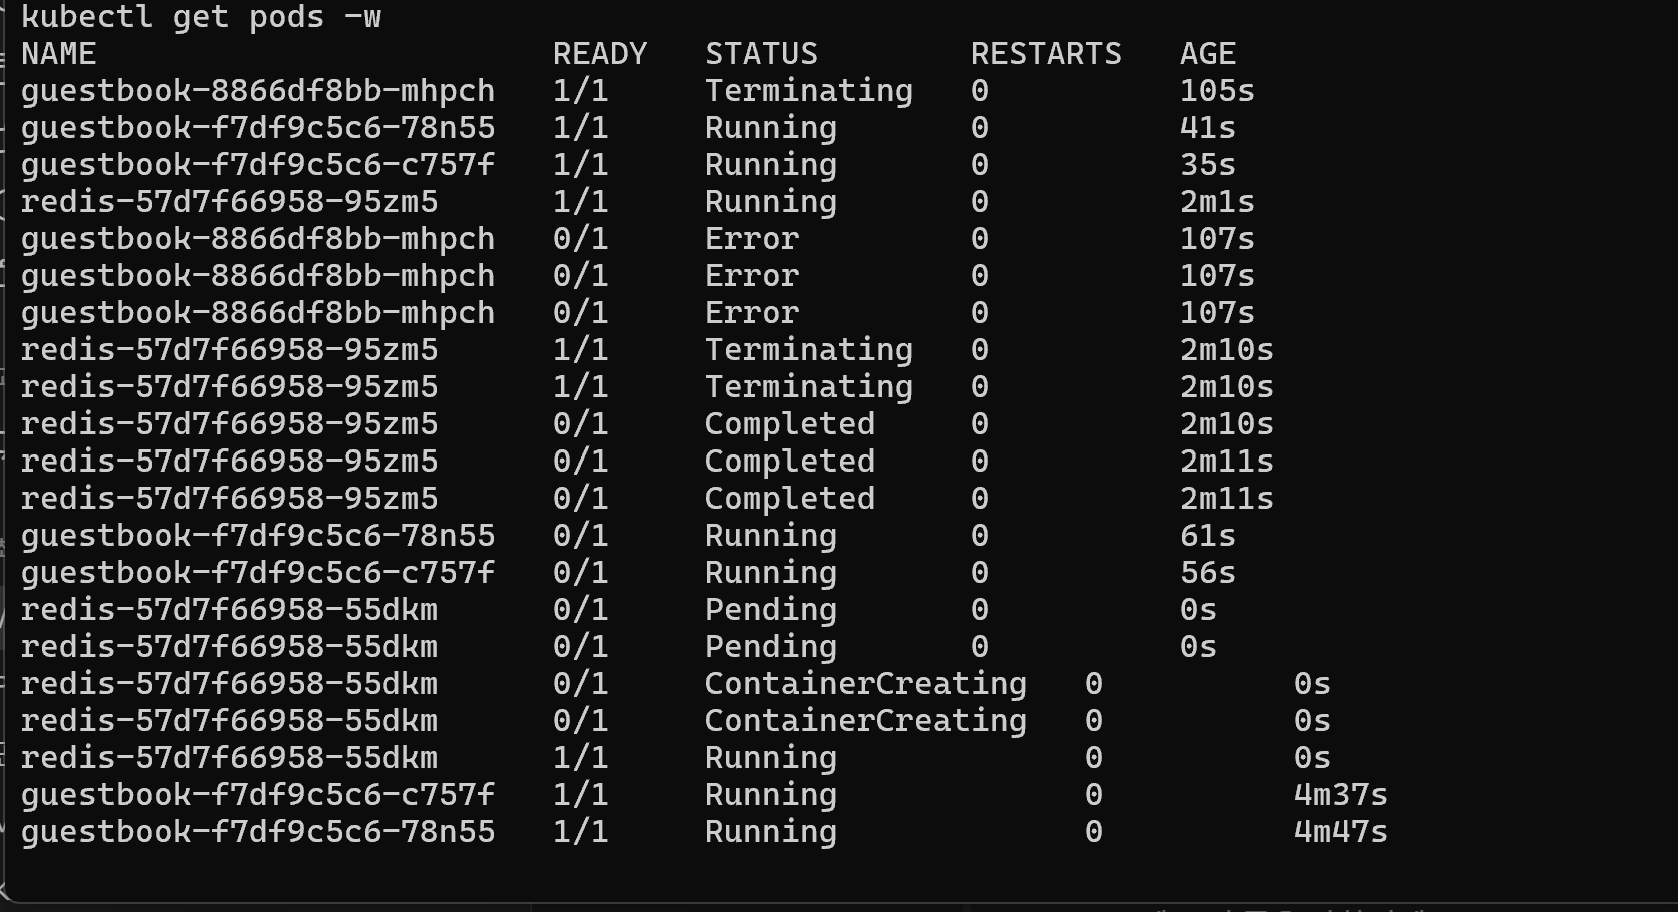 kubectl get pods -w
NAME                          READY   STATUS        RESTARTS   AGE
guestbook-8866df8bb-mhpch   1/1     Terminating   0          105s
guestbook-f7df9c5c6-78n55   1/1     Running       0          41s
guestbook-f7df9c5c6-c757f   1/1     Running       0          35s
redis-57d7f66958-95zm5      1/1     Running       0          2m1s
guestbook-8866df8bb-mhpch   0/1     Error         0          107s
guestbook-8866df8bb-mhpch   0/1     Error         0          107s
guestbook-8866df8bb-mhpch   0/1     Error         0          107s
redis-57d7f66958-95zm5      1/1     Terminating   0          2m10s
redis-57d7f66958-95zm5      1/1     Terminating   0          2m10s
redis-57d7f66958-95zm5      0/1     Completed     0          2m10s
redis-57d7f66958-95zm5      0/1     Completed     0          2m11s
redis-57d7f66958-95zm5      0/1     Completed     0          2m11s
guestbook-f7df9c5c6-78n55   0/1     Running       0          61s
guestbook-f7df9c5c6-c757f   0/1     Running       0          56s
redis-57d7f66958-55dkm      0/1     Pending       0          0s
redis-57d7f66958-55dkm      0/1     Pending       0          0s
redis-57d7f66958-55dkm      0/1     ContainerCreating   0          0s
redis-57d7f66958-55dkm      0/1     ContainerCreating   0          0s
redis-57d7f66958-55dkm      1/1     Running             0          0s
guestbook-f7df9c5c6-c757f   1/1     Running             0          4m37s
guestbook-f7df9c5c6-78n55   1/1     Running             0          4m47s